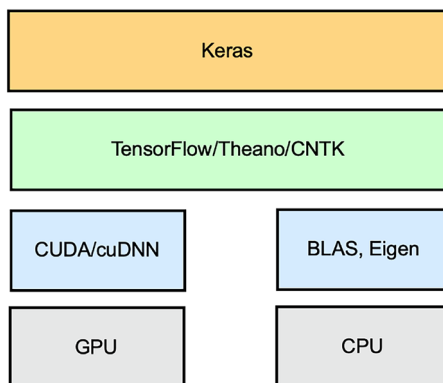 Keras
TensorFlow/Theano/CNTK
CUDA/cuDNN
BLAS, Eigen
GPU
CPU